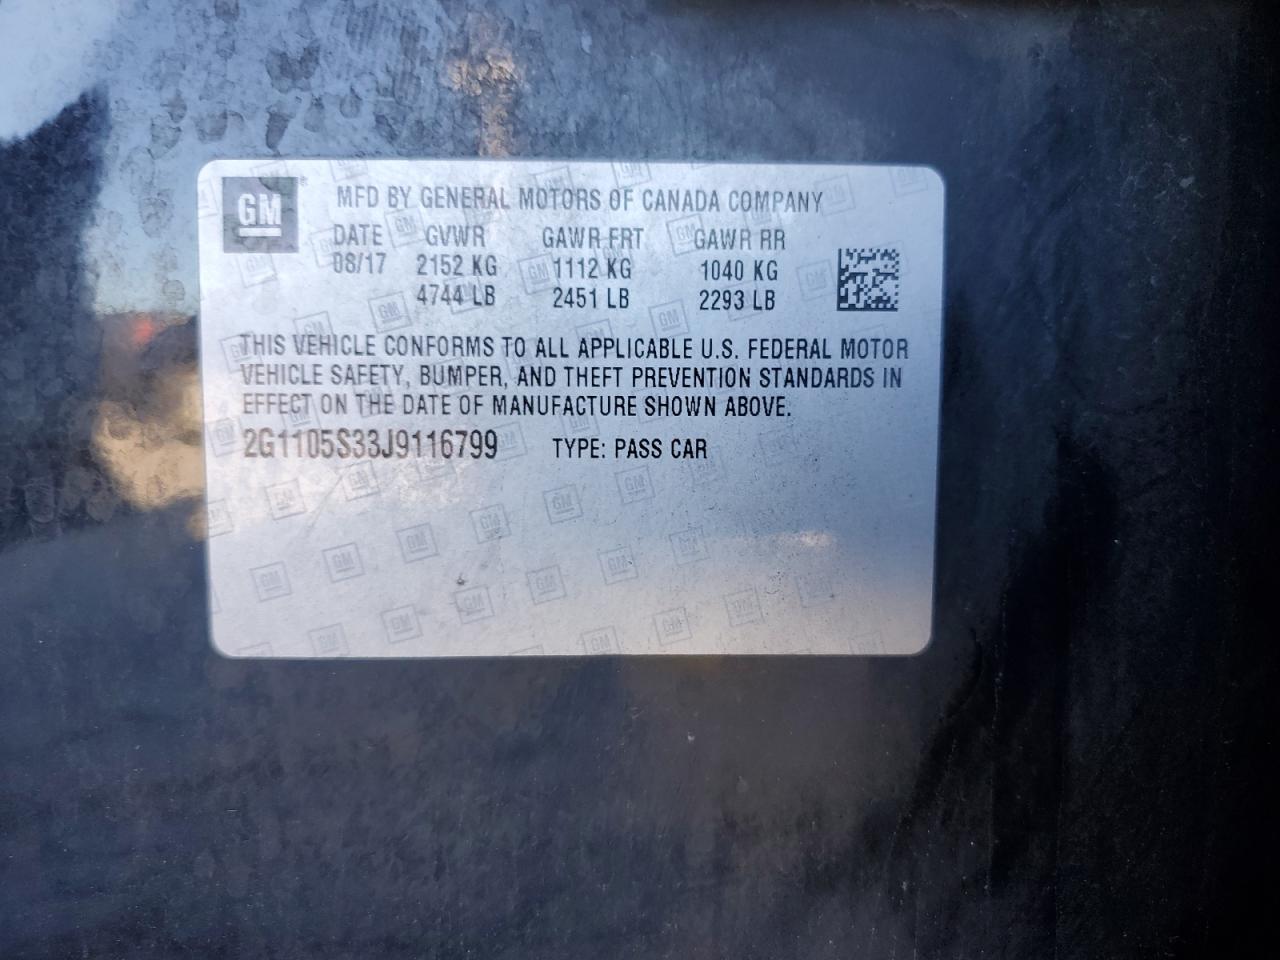 GM
MFD BY GENERAL MOTORS OF CANADA COMPANY
DATE GVWR GAWR FRT GAWR RR
08/17 2152 KG 1112 KG 1040 KG
4744 LB 2451 LB 2293 LB
THIS VEHICLE CONFORMS TO ALL APPLICABLE U.S. FEDERAL MOTOR
VEHICLE SAFETY, BUMPER, AND THEFT PREVENTION STANDARDS IN
EFFECT ON THE DATE OF MANUFACTURE SHOWN ABOVE.
2G1105S33J9116799 TYPE: PASS CAR